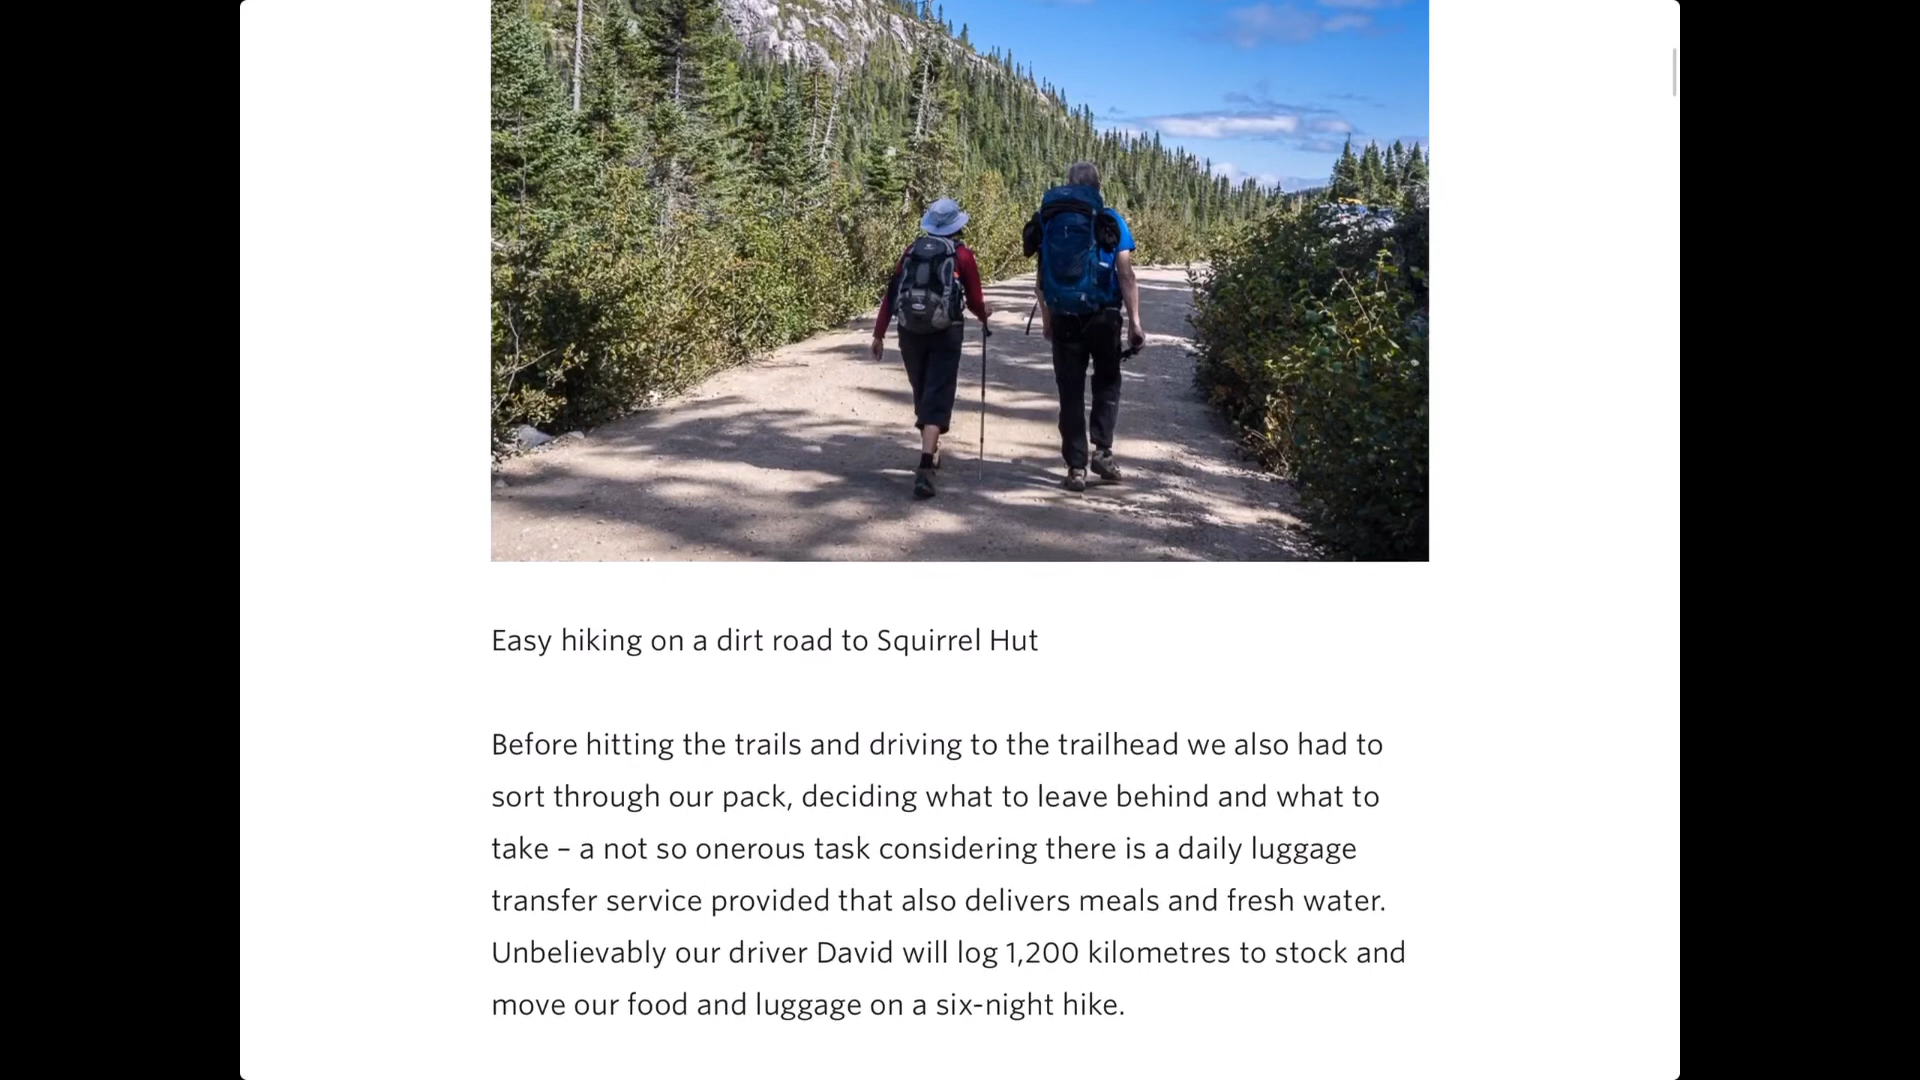 Easy hiking on a dirt road to Squirrel Hut
Before hitting the trails and driving to the trailhead we also had to
sort through our pack, deciding what to leave behind and what to
take – a not so onerous task considering there is a daily luggage
transfer service provided that also delivers meals and fresh water.
Unbelievably our driver David will log 1,200 kilometres to stock and
move our food and luggage on a six-night hike.